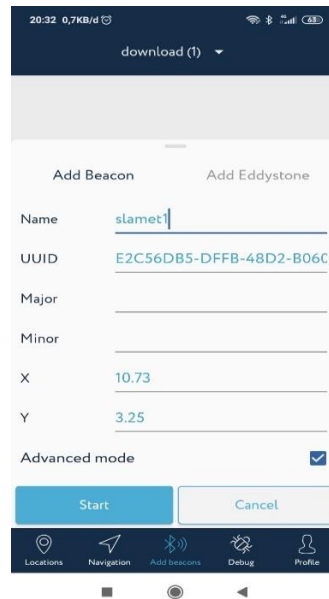 20:32 0,7KB/d
63
download (1)
Add Beacon Add Eddystone
Name slamet1
UUID E2C56DB5-DFFB-48D2-B060
Major
Minor
X 10.73
Y 3.25
Advanced mode
Start Cancel
Locations Navigation Add beacons Debug Profile